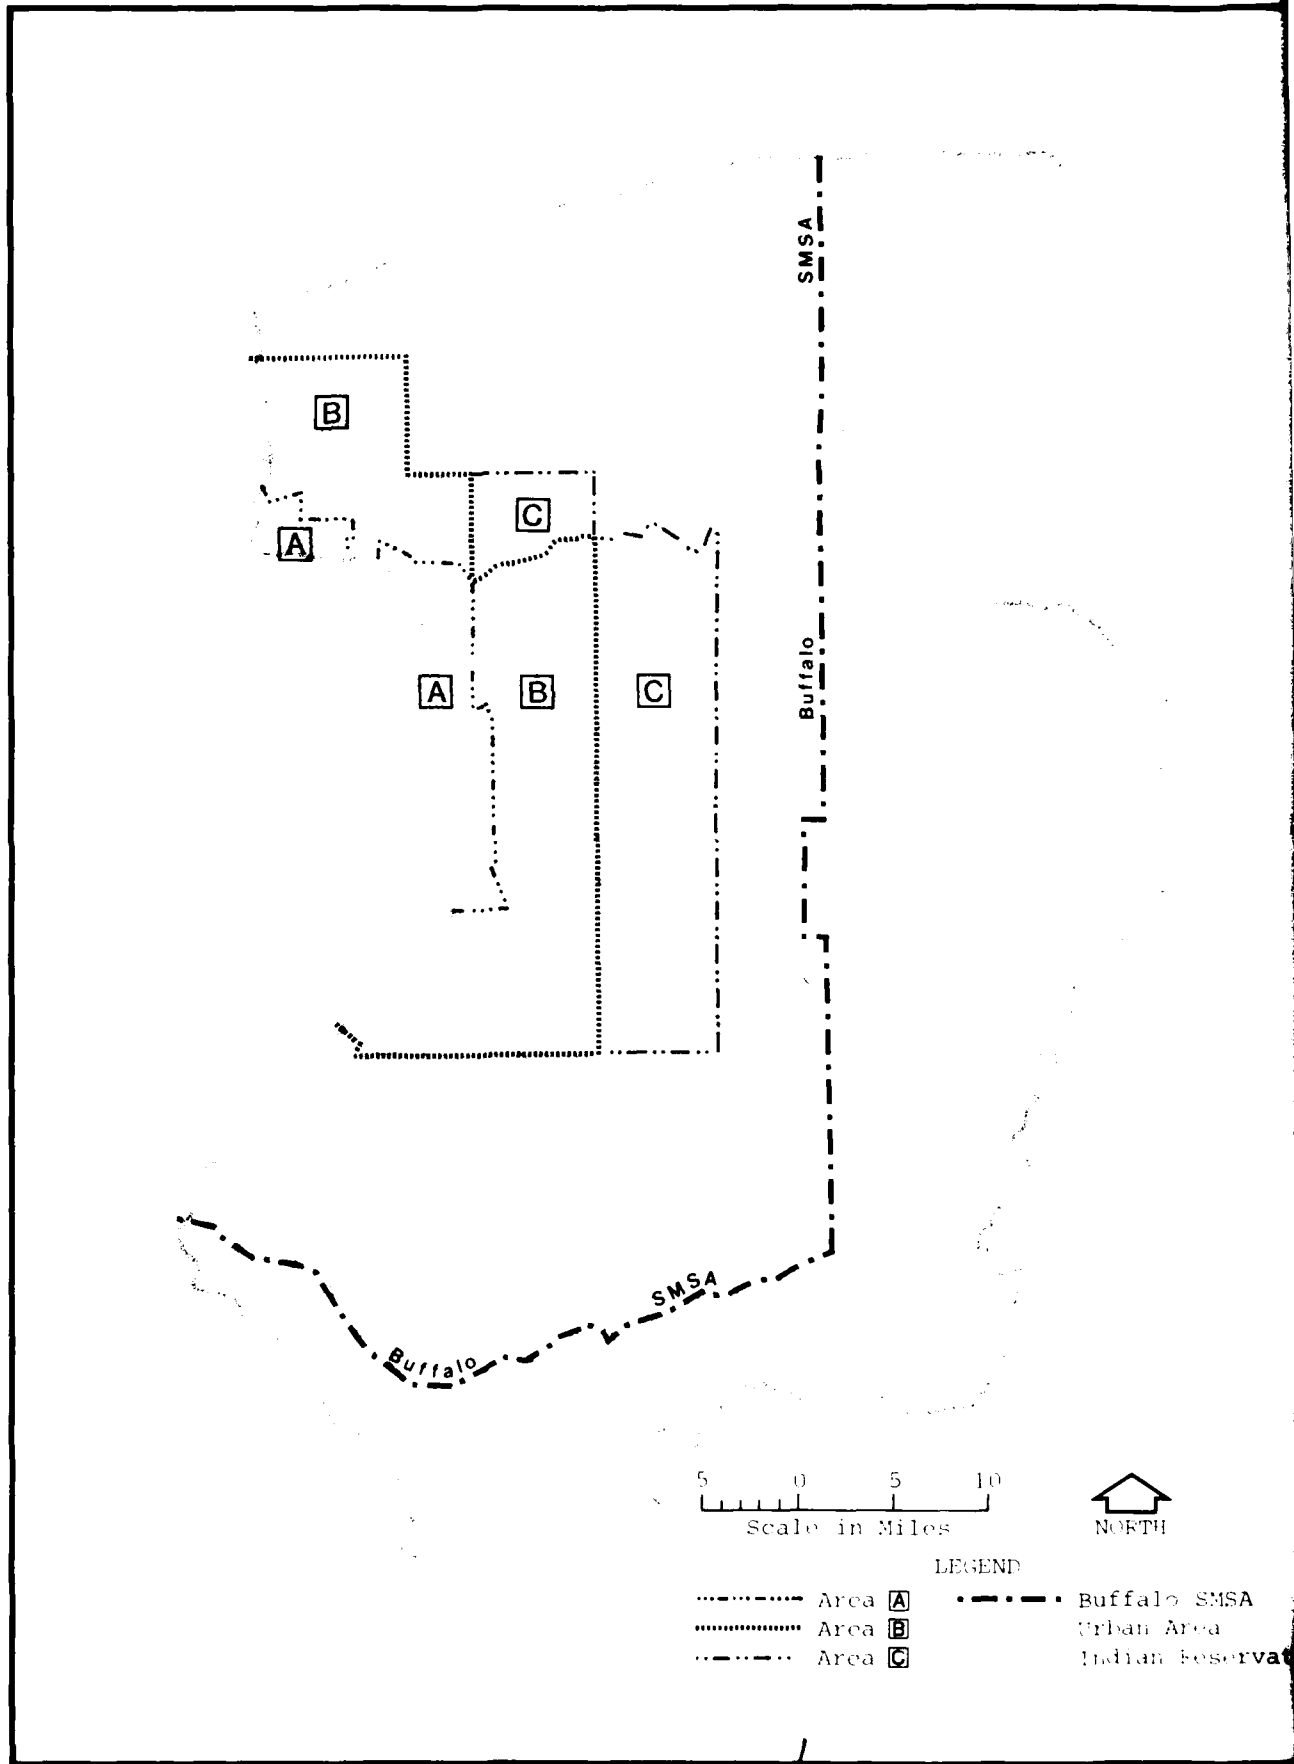 SMSA
B
C
A
A
B
C
Buffalo
SMSA
Buffalo
5 0 5 10
Scale in Miles
NORTH
LEGEND
Area A
Buffalo SMSA
Area B
Urban Area
Area C
Indian Reservat